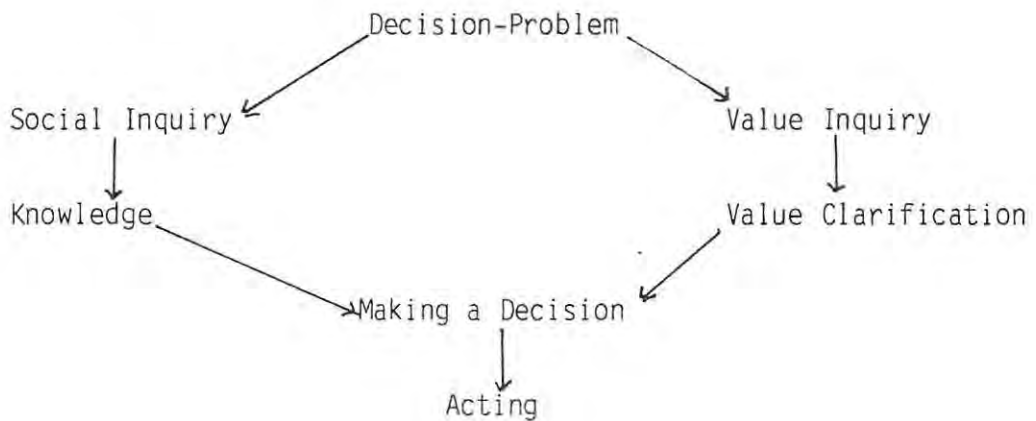 Decision-Problem
Social Inquiry Value Inquiry
Knowledge Value Clarification
Making a Decision
Acting